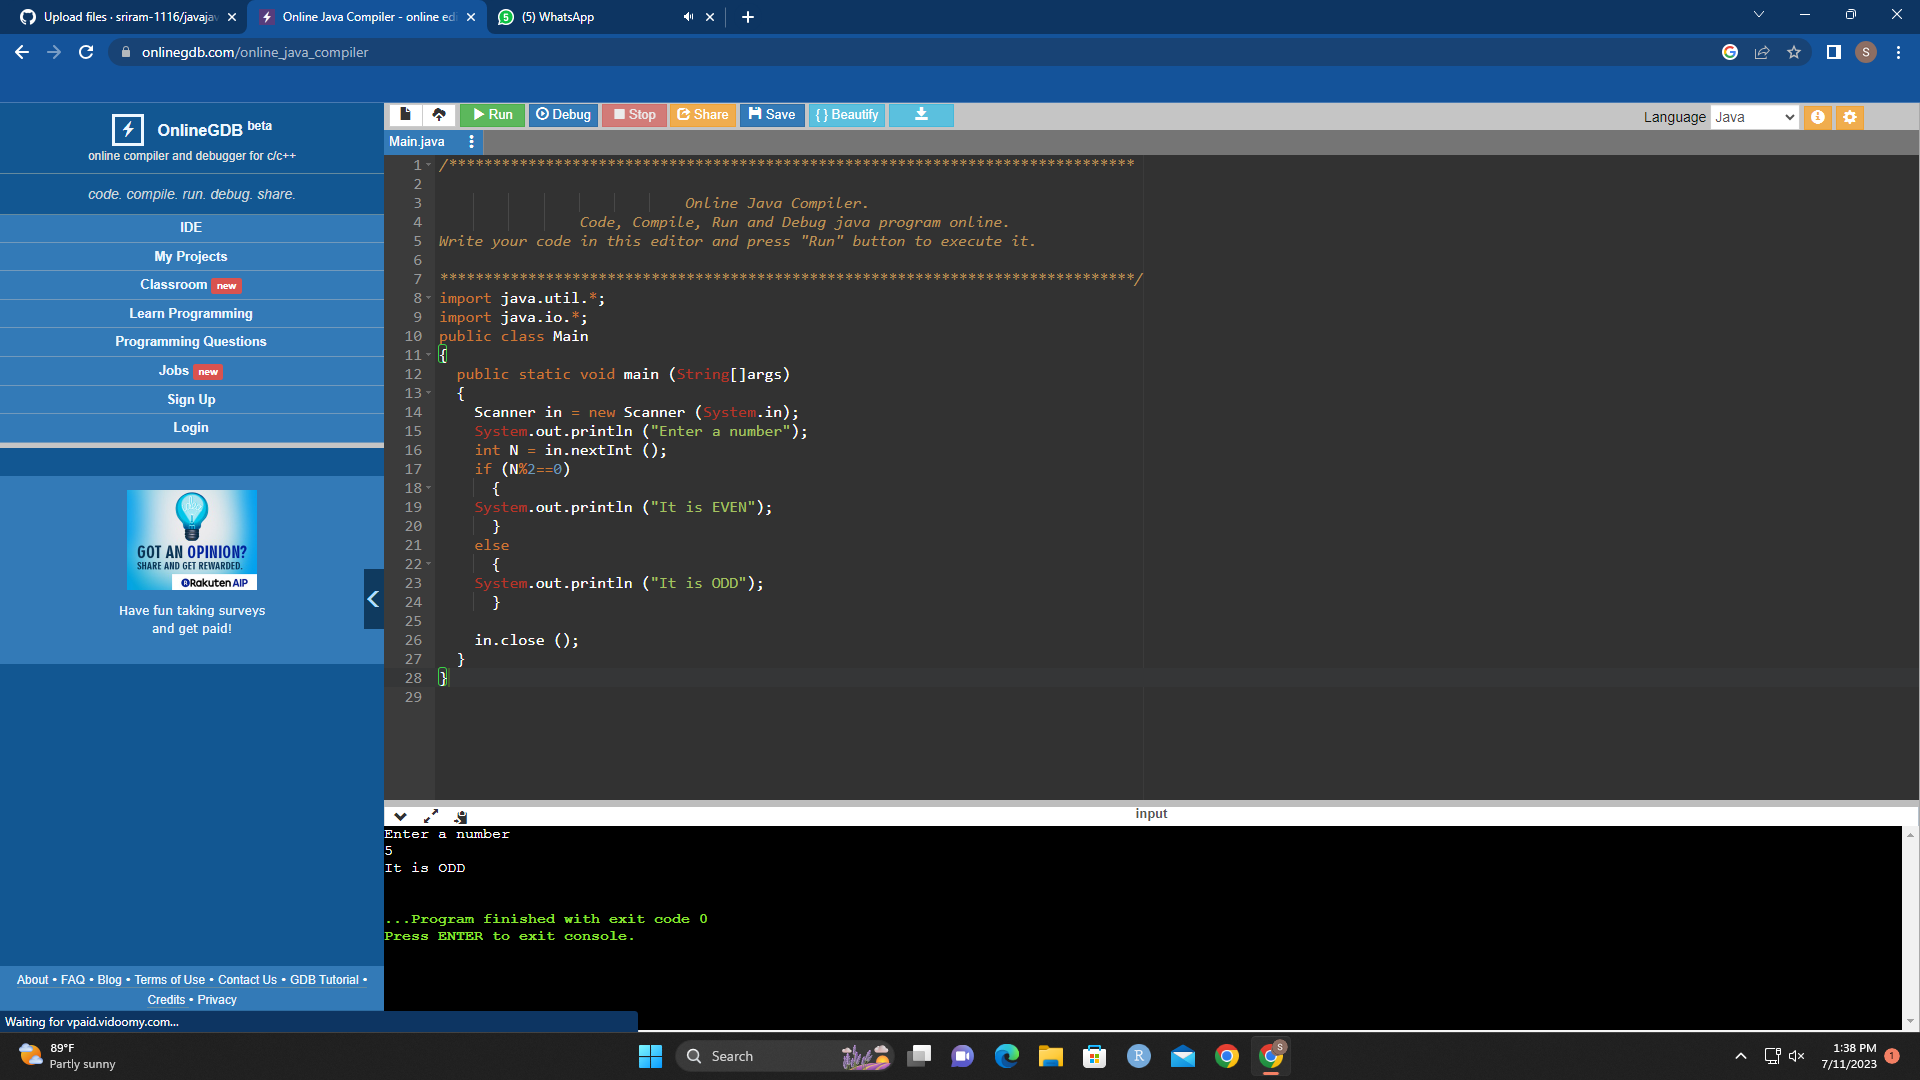 Upload files · sriram-1116/javajav
Online Java Compiler - online edi
(5) WhatsApp
onlinegdb.com/online_java_compiler
S
OnlineGDB beta
online compiler and debugger for c/c++
code. compile. run. debug. share.
IDE
My Projects
Classroom new
Learn Programming
Programming Questions
Jobs new
Sign Up
Login
GOT AN OPINION?
SHARE AND GET REWARDED.
Rakuten AIP
Have fun taking surveys
and get paid!
About • FAQ • Blog • Terms of Use • Contact Us • GDB Tutorial •
Credits • Privacy
Waiting for vpaid.vidoomy.com...
Run Debug Stop Share Save { } Beautify
Language Java
Main.java
1 /******************************************************************************
2
3 Online Java Compiler.
4 Code, Compile, Run and Debug java program online.
5 Write your code in this editor and press "Run" button to execute it.
6
7 *******************************************************************************/
8 import java.util.*;
9 import java.io.*;
10 public class Main
11 {
12 public static void main (String[]args)
13 {
14 Scanner in = new Scanner (System.in);
15 System.out.println ("Enter a number");
16 int N = in.nextInt ();
17 if (N%2==0)
18 {
19 System.out.println ("It is EVEN");
20 }
21 else
22 {
23 System.out.println ("It is ODD");
24 }
25
26 in.close ();
27 }
28 }
29
input
Enter a number
5
It is ODD
...Program finished with exit code 0
Press ENTER to exit console.
89°F
Partly sunny
Search
R
S
1:38 PM
7/11/2023
1